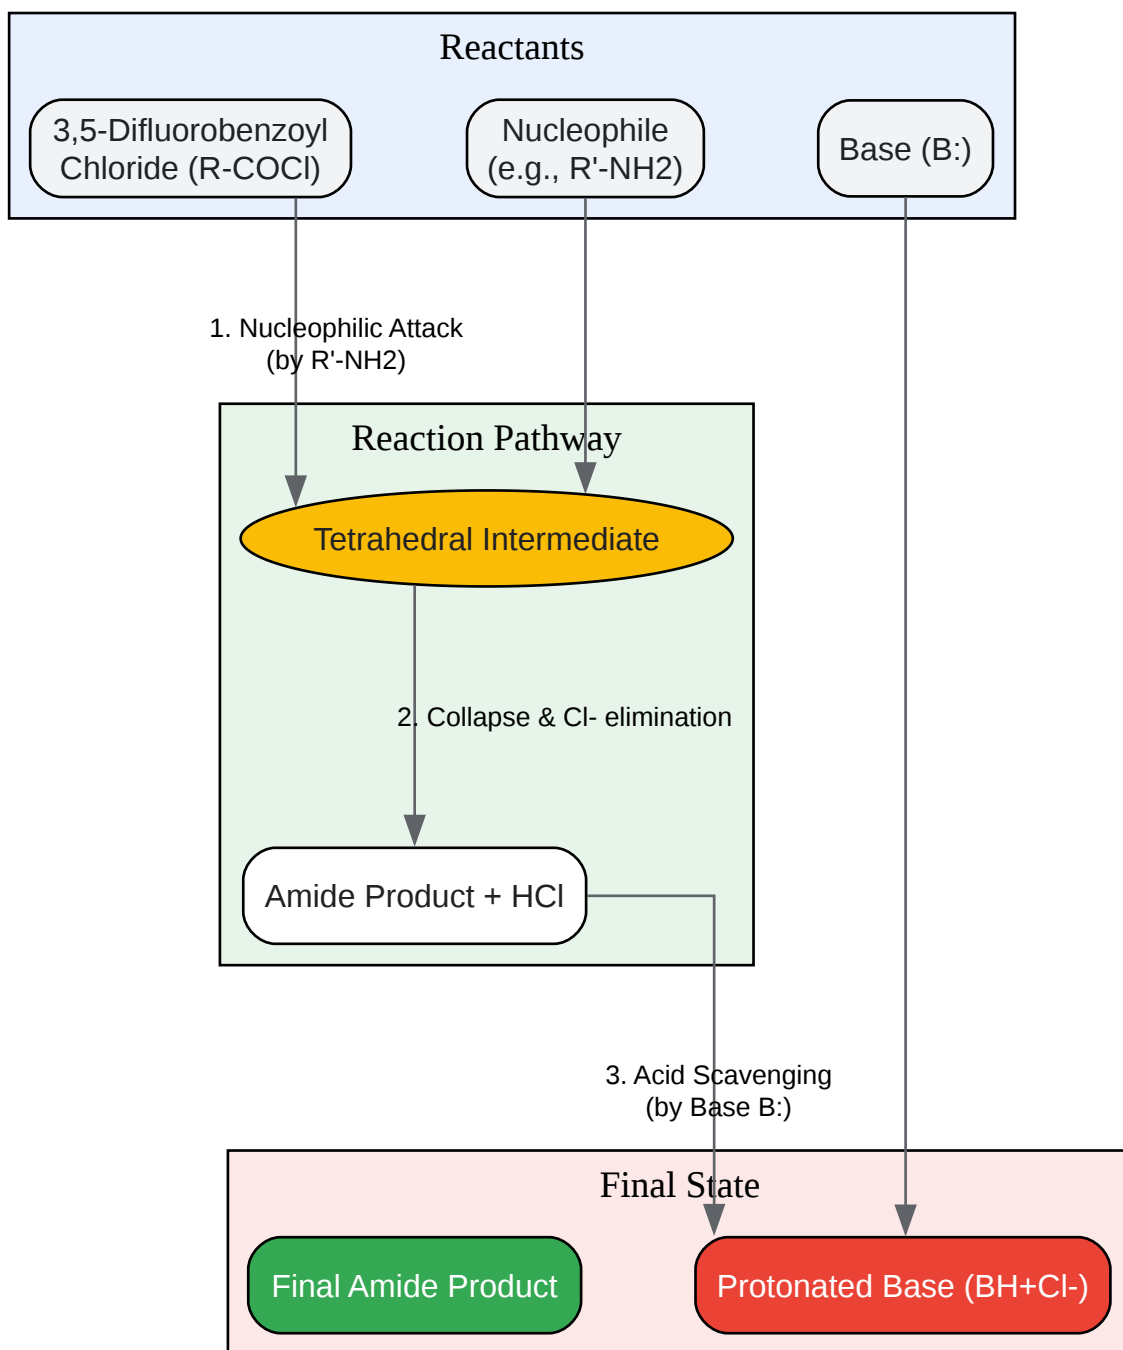 Reactants
3,5-Difluorobenzoyl
Chloride (R-COCl)
Nucleophile
(e.g., R'-NH2)
Base (B:)
1. Nucleophilic Attack
(by R'-NH2)
Reaction Pathway
Tetrahedral Intermediate
2. Collapse & Cl- elimination
Amide Product + HCl
3. Acid Scavenging
(by Base B:)
Final State
Final Amide Product
Protonated Base (BH+Cl-)